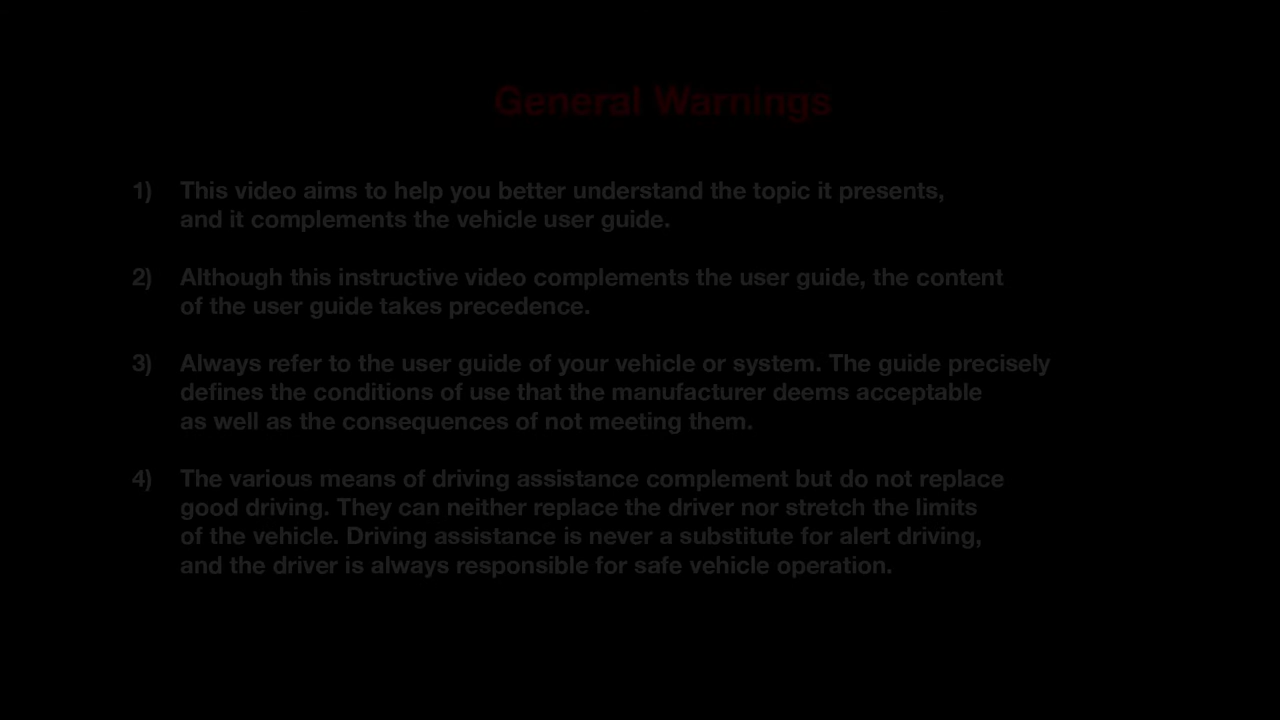 General Warnings
1) This video aims to help you better understand the topic it presents,
and it complements the vehicle user guide.
2) Although this instructive video complements the user guide, the content
of the user guide takes precedence.
3) Always refer to the user guide of your vehicle or system. The guide precisely
defines the conditions of use that the manufacturer deems acceptable
as well as the consequences of not meeting them.
4) The various means of driving assistance complement but do not replace
good driving. They can neither replace the driver nor stretch the limits
of the vehicle. Driving assistance is never a substitute for alert driving,
and the driver is always responsible for safe vehicle operation.